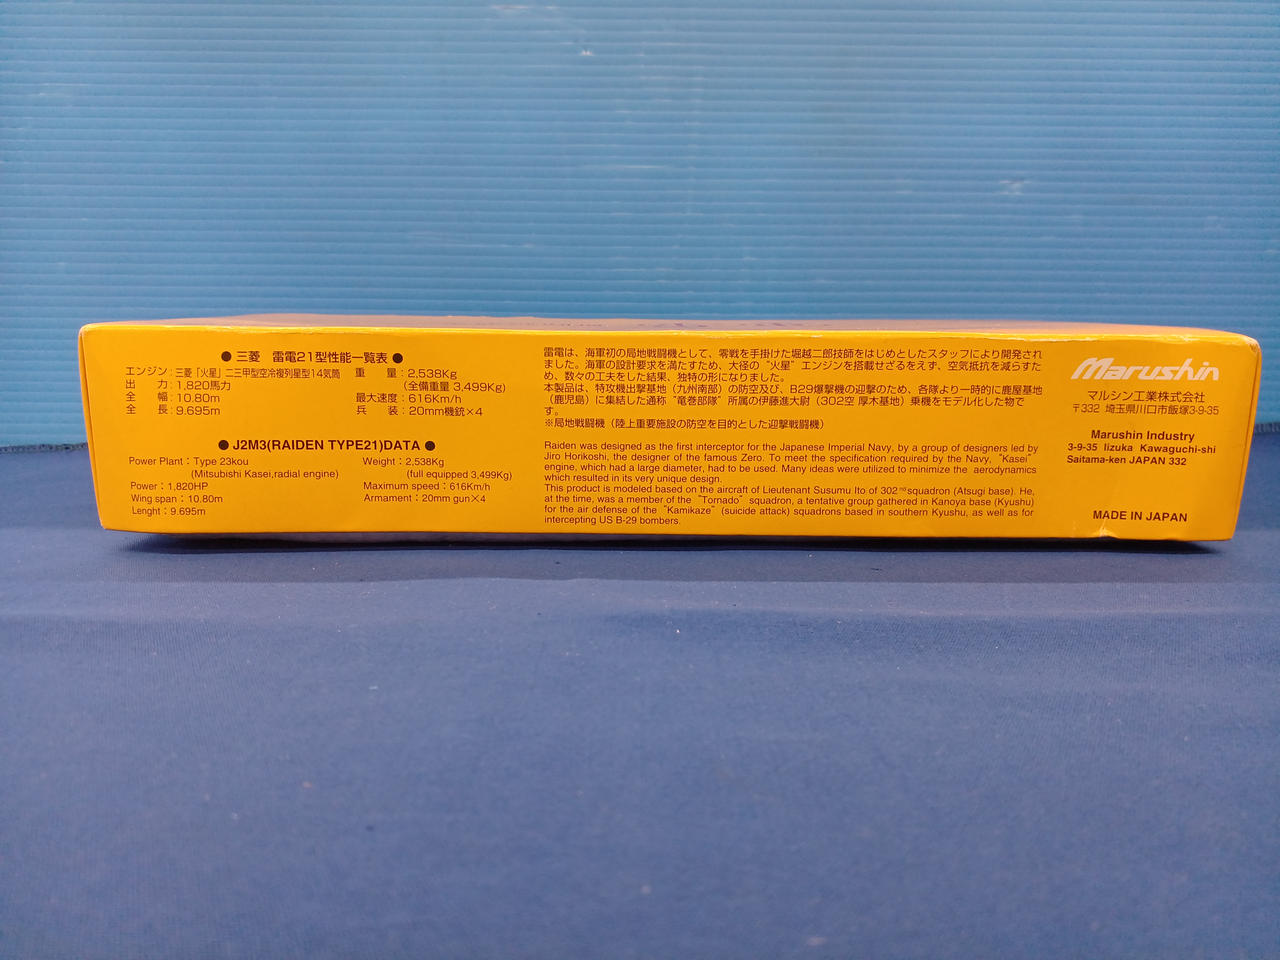 ● 三菱 雷電21型性能一覧表 ●
エンジン：三菱「火星」二三甲型空冷複列星型14気筒
出 力：1,820馬力
全 幅：10.80m
全 長：9.695m
重 量：2,538Kg
（全備重量 3,499Kg）
最大速度：616Km/h
兵 装：20mm機銃×4
● J2M3(RAIDEN TYPE21)DATA ●
Power Plant：Type 23kou
(Mitsubishi Kasei,radial engine)
Power：1,820HP
Wing span：10.80m
Lenght：9.695m
Weight：2,538Kg
(full equipped 3,499Kg)
Maximum speed：616Km/h
Armament：20mm gun×4
雷電は、海軍初の局地戦闘機として、零戦を手掛けた堀越二郎技師をはじめとしたスタッフにより開発され
ました。海軍の設計要求を満たすため、大径の“火星”エンジンを搭載せざるをえず、空気抵抗を減らすた
め、数々の工夫をした結果、独特の形になりました。
本製品は、特攻機出撃基地（九州南部）の防空及び、B29爆撃機の迎撃のため、各隊より一時的に鹿屋基地
（鹿児島）に集結した通称“竜巻部隊”所属の伊藤進大尉（302空 厚木基地）乗機をモデル化した物で
す。
※局地戦闘機（陸上重要施設の防空を目的とした迎撃戦闘機）
Raiden was designed as the first interceptor for the Japanese Imperial Navy, by a group of designers led by
Jiro Horikoshi, the designer of the famous Zero. To meet the specification required by the Navy, “Kasei”
engine, which had a large diameter, had to be used. Many ideas were utilized to minimize the aerodynamics
which resulted in its very unique design.
This product is modeled based on the aircraft of Lieutenant Susumu Ito of 302nd squadron (Atsugi base). He,
at the time, was a member of the “Tornado” squadron, a tentative group gathered in Kanoya base (Kyushu)
for the air defense of the “Kamikaze” (suicide attack) squadrons based in southern Kyushu, as well as for
intercepting US B-29 bombers.
Marushin
マルシン工業株式会社
〒332 埼玉県川口市飯塚3-9-35
Marushin Industry
3-9-35 Iizuka Kawaguchi-shi
Saitama-ken JAPAN 332
MADE IN JAPAN